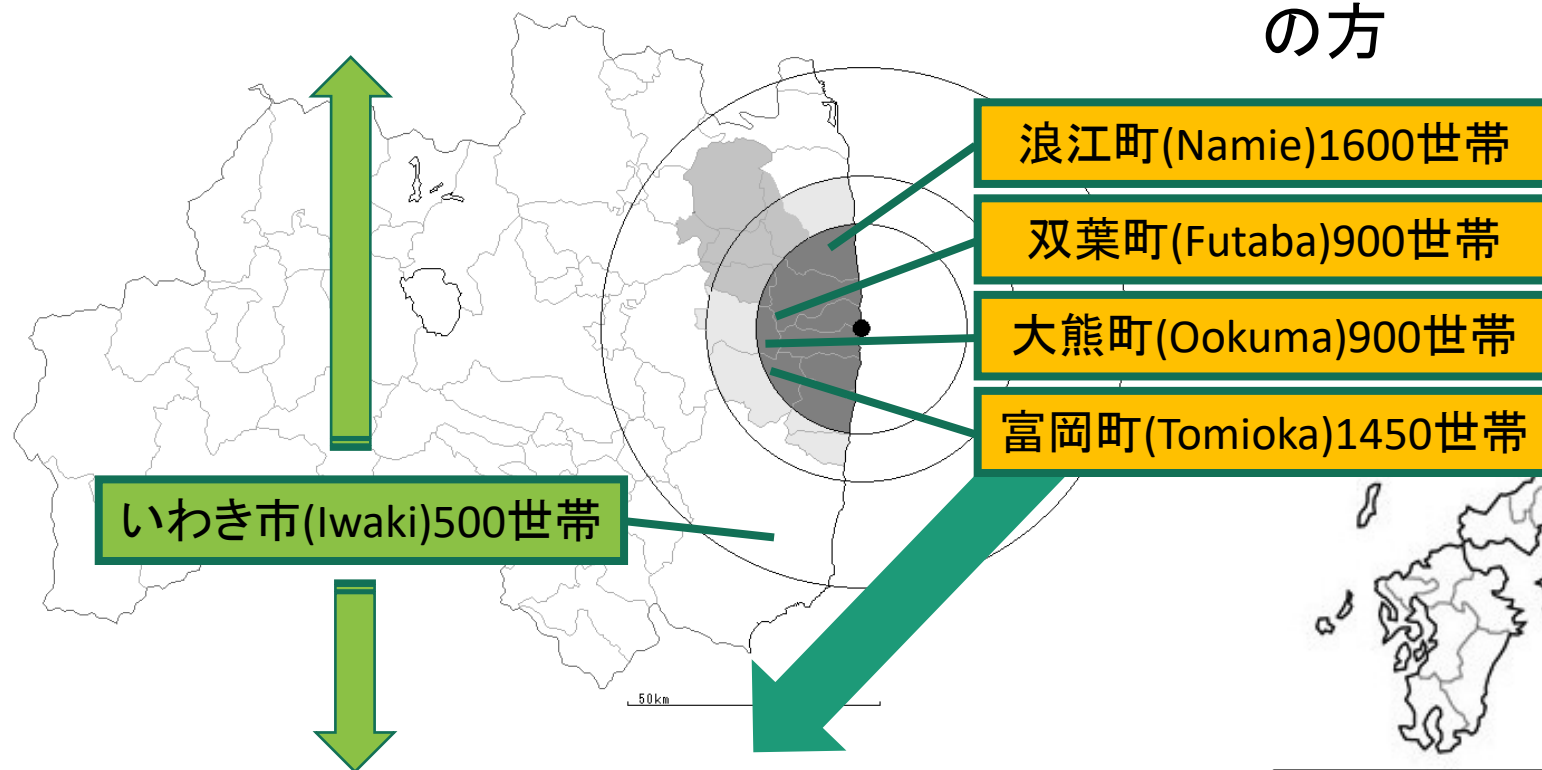 の方
浪江町(Namie)1600世帯
双葉町(Futaba)900世帯
大熊町(Ookuma)900世帯
富岡町(Tomioka)1450世帯
いわき市(Iwaki)500世帯
50km